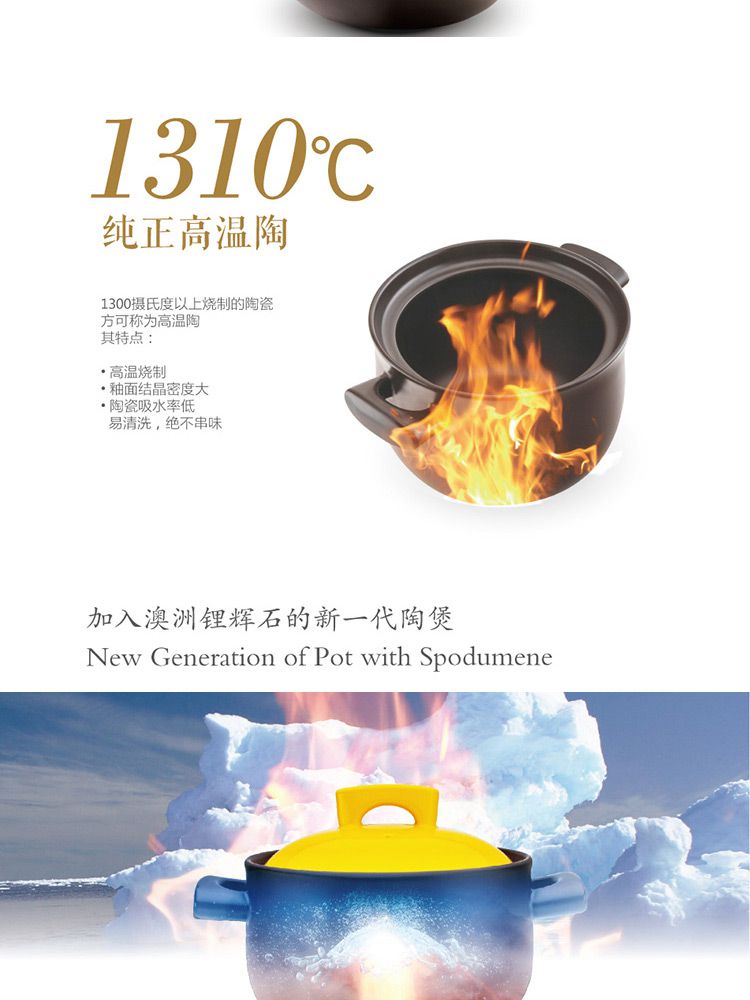 1310℃
纯正高温陶
1300摄氏度以上烧制的陶瓷
方可称为高温陶
其特点：
• 高温烧制
• 釉面结晶密度大
• 陶瓷吸水率低
易清洗，绝不串味
加入澳洲锂辉石的新一代陶煲
New Generation of Pot with Spodumene